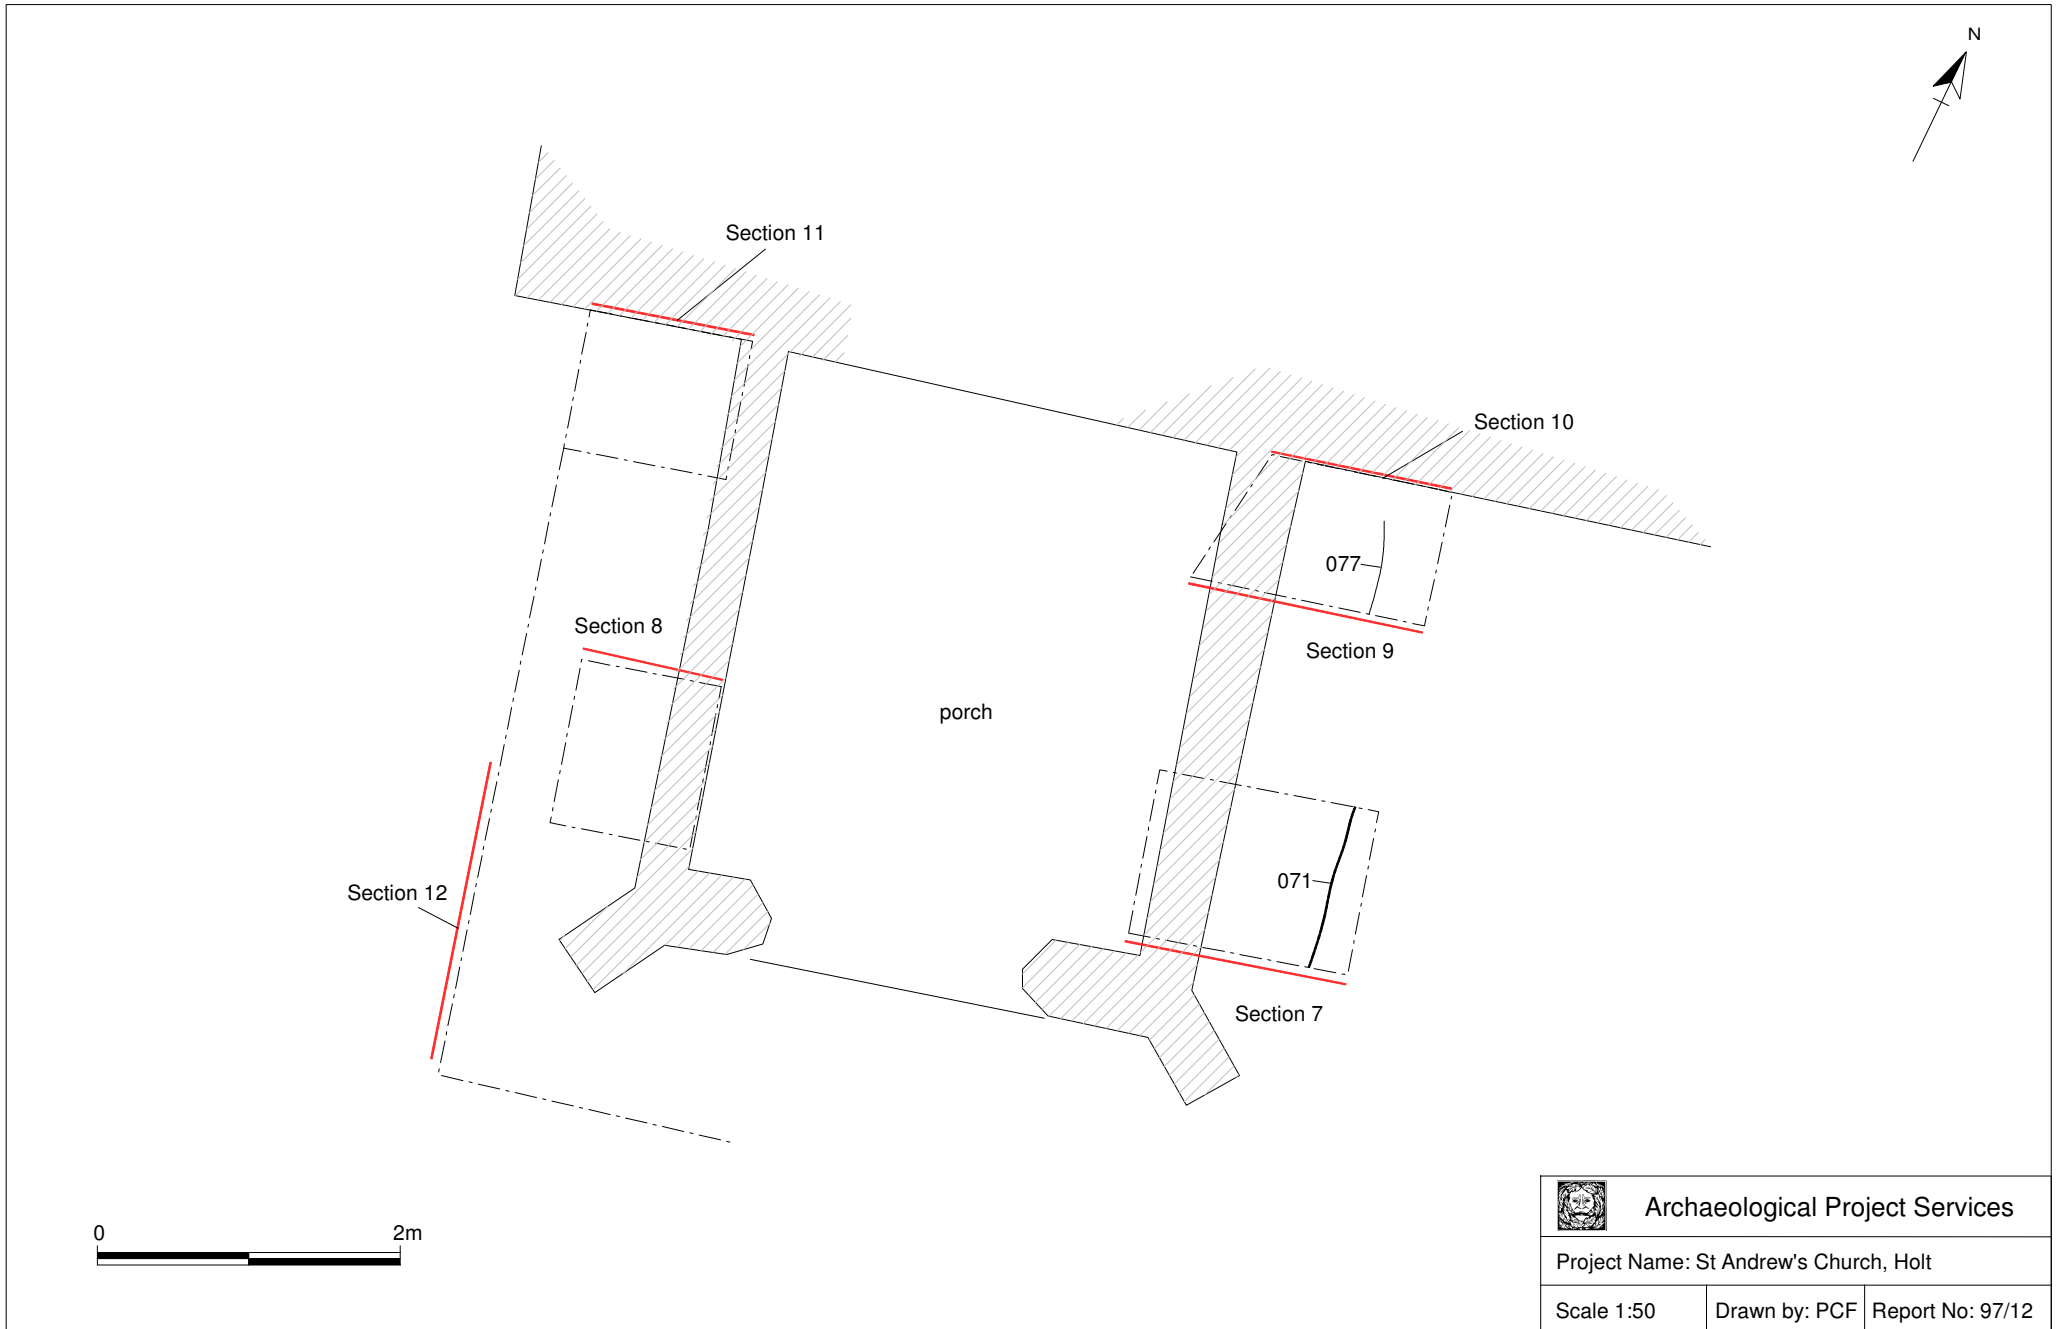 N
Section 11
Section 10
077
Section 8
Section 9
porch
071
Section 12
Section 7
0 2m
Archaeological Project Services
Project Name: St Andrew's Church, Holt
Scale 1:50 Drawn by: PCF Report No: 97/12